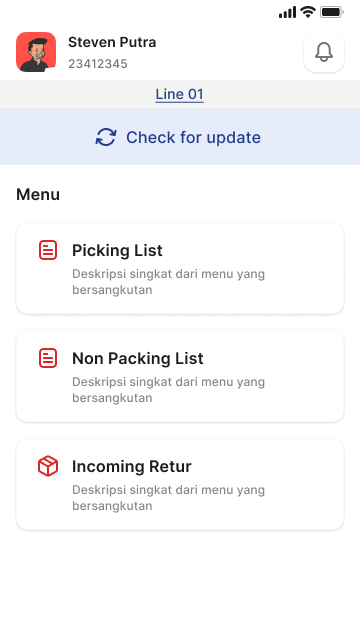 Steven Putra
23412345
Line 01
Check for update
Menu
Picking List
Deskripsi singkat dari menu yang
bersangkutan
Non Packing List
Deskripsi singkat dari menu yang
bersangkutan
Incoming Retur
Deskripsi singkat dari menu yang
bersangkutan